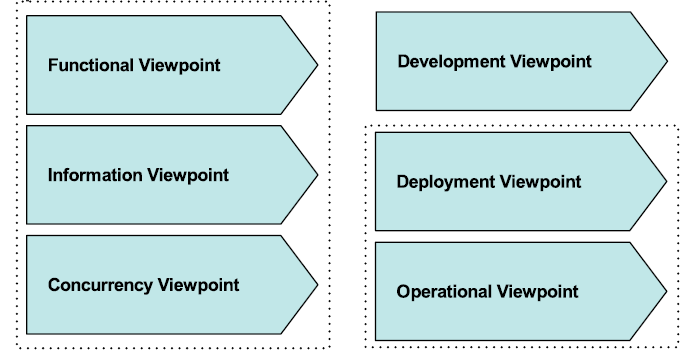 Functional Viewpoint
Information Viewpoint
Concurrency Viewpoint
Development Viewpoint
Deployment Viewpoint
Operational Viewpoint